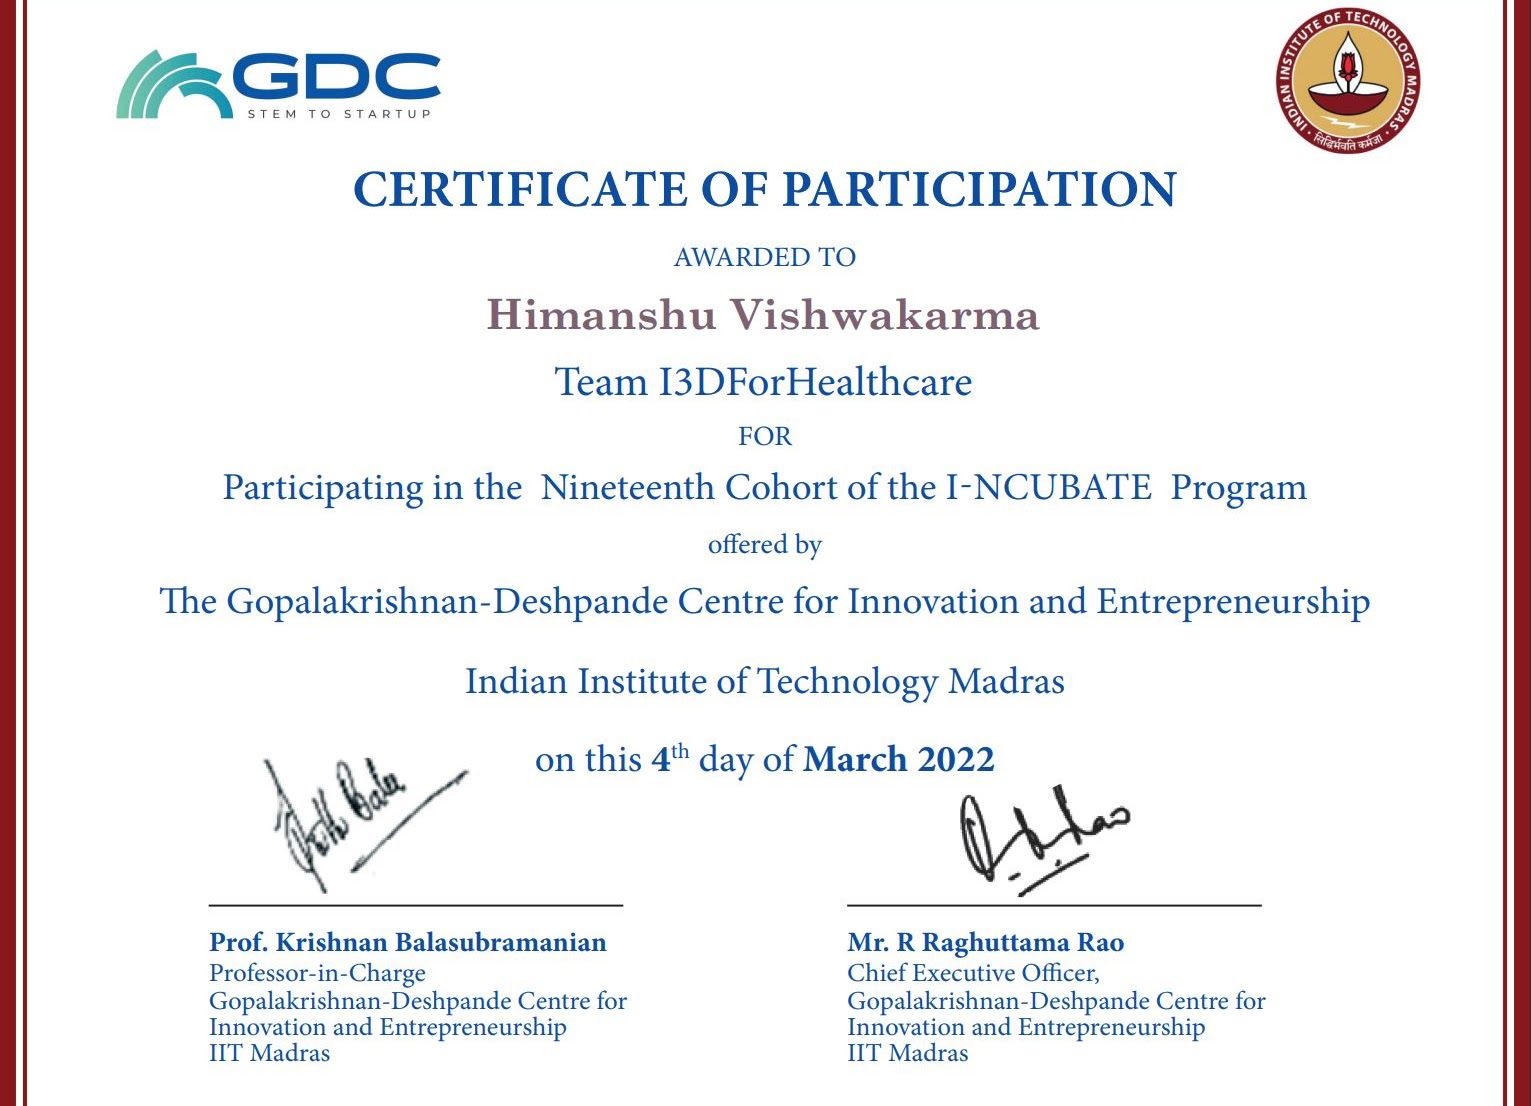 GDC
STEM TO STARTUP
INDIAN INSTITUTE OF TECHNOLOGY MADRAS
सिद्धिर्भवति कर्मजा
CERTIFICATE OF PARTICIPATION
AWARDED TO
Himanshu Vishwakarma
Team I3DForHealthcare
FOR
Participating in the Nineteenth Cohort of the I-NCUBATE Program
offered by
The Gopalakrishnan-Deshpande Centre for Innovation and Entrepreneurship
Indian Institute of Technology Madras
on this 4th day of March 2022
Prof. Krishnan Balasubramanian
Professor-in-Charge
Gopalakrishnan-Deshpande Centre for
Innovation and Entrepreneurship
IIT Madras
Mr. R Raghuttama Rao
Chief Executive Officer,
Gopalakrishnan-Deshpande Centre for
Innovation and Entrepreneurship
IIT Madras